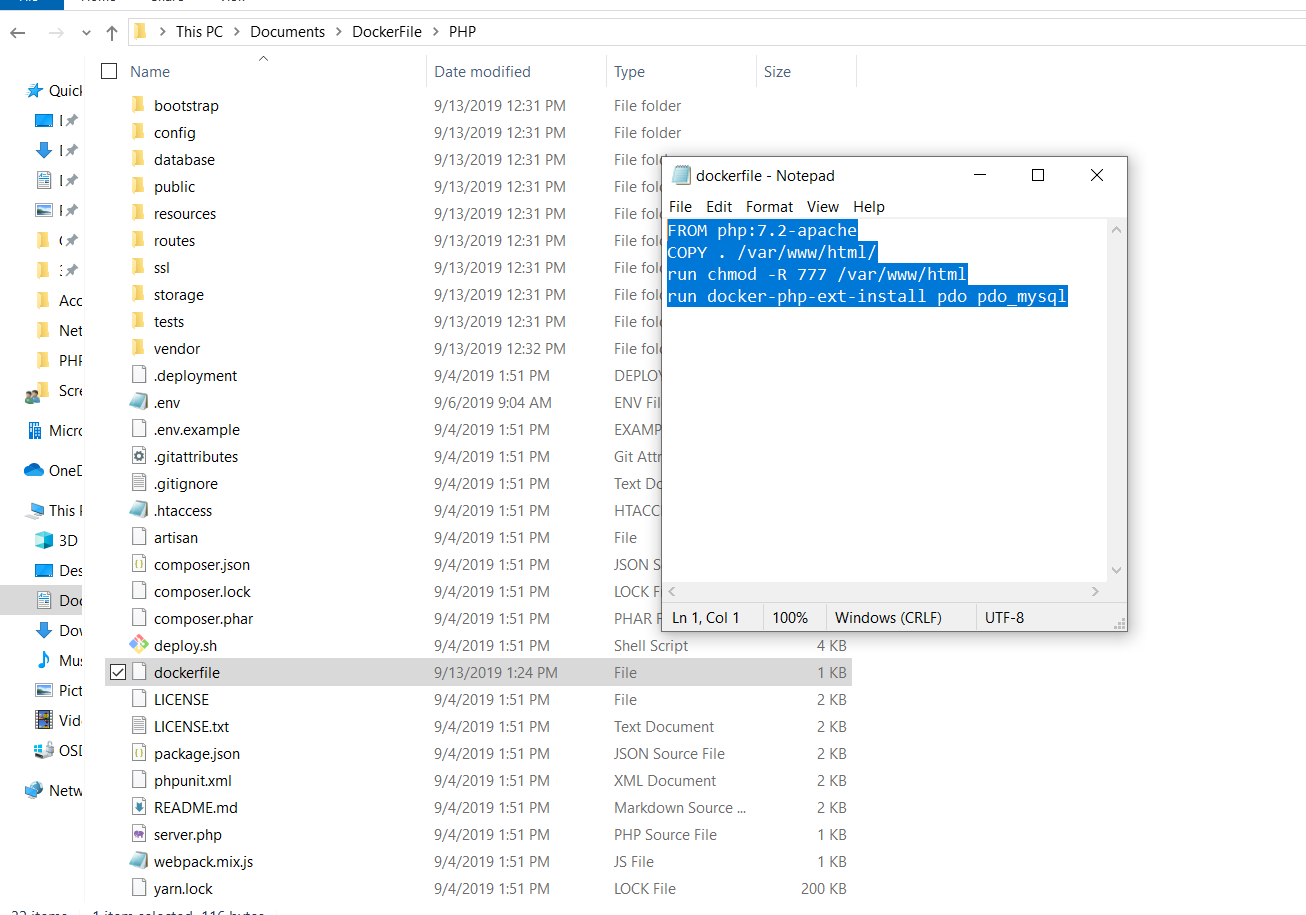 This PC > Documents > DockerFile > PHP
Name Date modified Type Size
Quick
bootstrap 9/13/2019 12:31 PM File folder
config 9/13/2019 12:31 PM File folder
database 9/13/2019 12:31 PM File fol
public 9/13/2019 12:31 PM File fol
resources 9/13/2019 12:31 PM File fol
routes 9/13/2019 12:31 PM File fol
ssl 9/13/2019 12:31 PM File fol
storage 9/13/2019 12:31 PM File fol
Acc
tests 9/13/2019 12:31 PM File fol
Net
vendor 9/13/2019 12:32 PM File fol
PHP
.deployment 9/4/2019 1:51 PM DEPLOY
Scre
.env 9/6/2019 9:04 AM ENV Fil
.env.example 9/4/2019 1:51 PM EXAMP
Micro
.gitattributes 9/4/2019 1:51 PM Git Attr
OneD
.gitignore 9/4/2019 1:51 PM Text Do
.htaccess 9/4/2019 1:51 PM HTACC
This P
artisan 9/4/2019 1:51 PM File
3D
composer.json 9/4/2019 1:51 PM JSON S
Des
composer.lock 9/4/2019 1:51 PM LOCK F
Doc
composer.phar 9/4/2019 1:51 PM PHAR F
Dow
deploy.sh 9/4/2019 1:51 PM Shell Script 4 KB
Mus
dockerfile 9/13/2019 1:24 PM File 1 KB
Pict
LICENSE 9/4/2019 1:51 PM File 2 KB
Vid
LICENSE.txt 9/4/2019 1:51 PM Text Document 2 KB
OSD
package.json 9/4/2019 1:51 PM JSON Source File 2 KB
phpunit.xml 9/4/2019 1:51 PM XML Document 2 KB
Netw
README.md 9/4/2019 1:51 PM Markdown Source ... 2 KB
server.php 9/4/2019 1:51 PM PHP Source File 1 KB
webpack.mix.js 9/4/2019 1:51 PM JS File 1 KB
yarn.lock 9/4/2019 1:51 PM LOCK File 200 KB
dockerfile - Notepad
File Edit Format View Help
FROM php:7.2-apache
COPY . /var/www/html/
run chmod -R 777 /var/www/html
run docker-php-ext-install pdo pdo_mysql
Ln 1, Col 1 100% Windows (CRLF) UTF-8